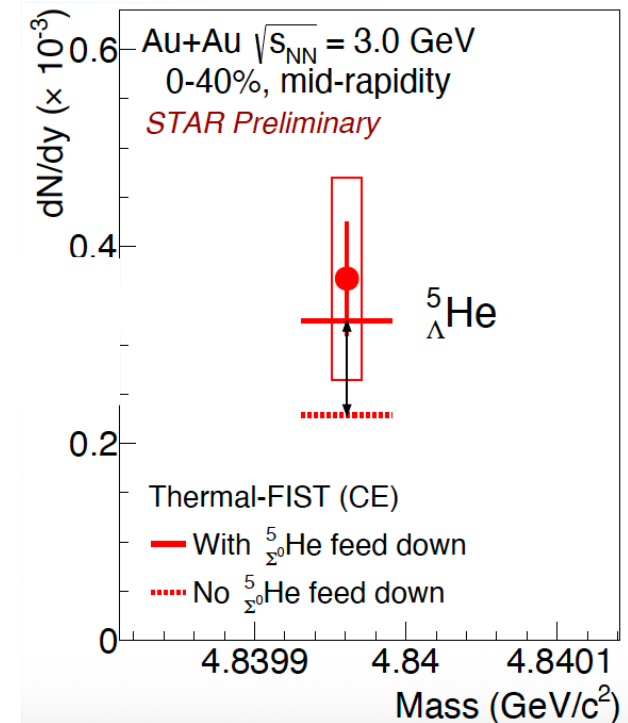 dN/dy (× 10⁻³)
0.6
0.4
0.2
0
Au+Au √sNN = 3.0 GeV
0-40%, mid-rapidity
STAR Preliminary
⁵ΛHe
Thermal-FIST (CE)
With ⁵Σ⁰He feed down
No ⁵Σ⁰He feed down
4.8399 4.84 4.8401
Mass (GeV/c²)